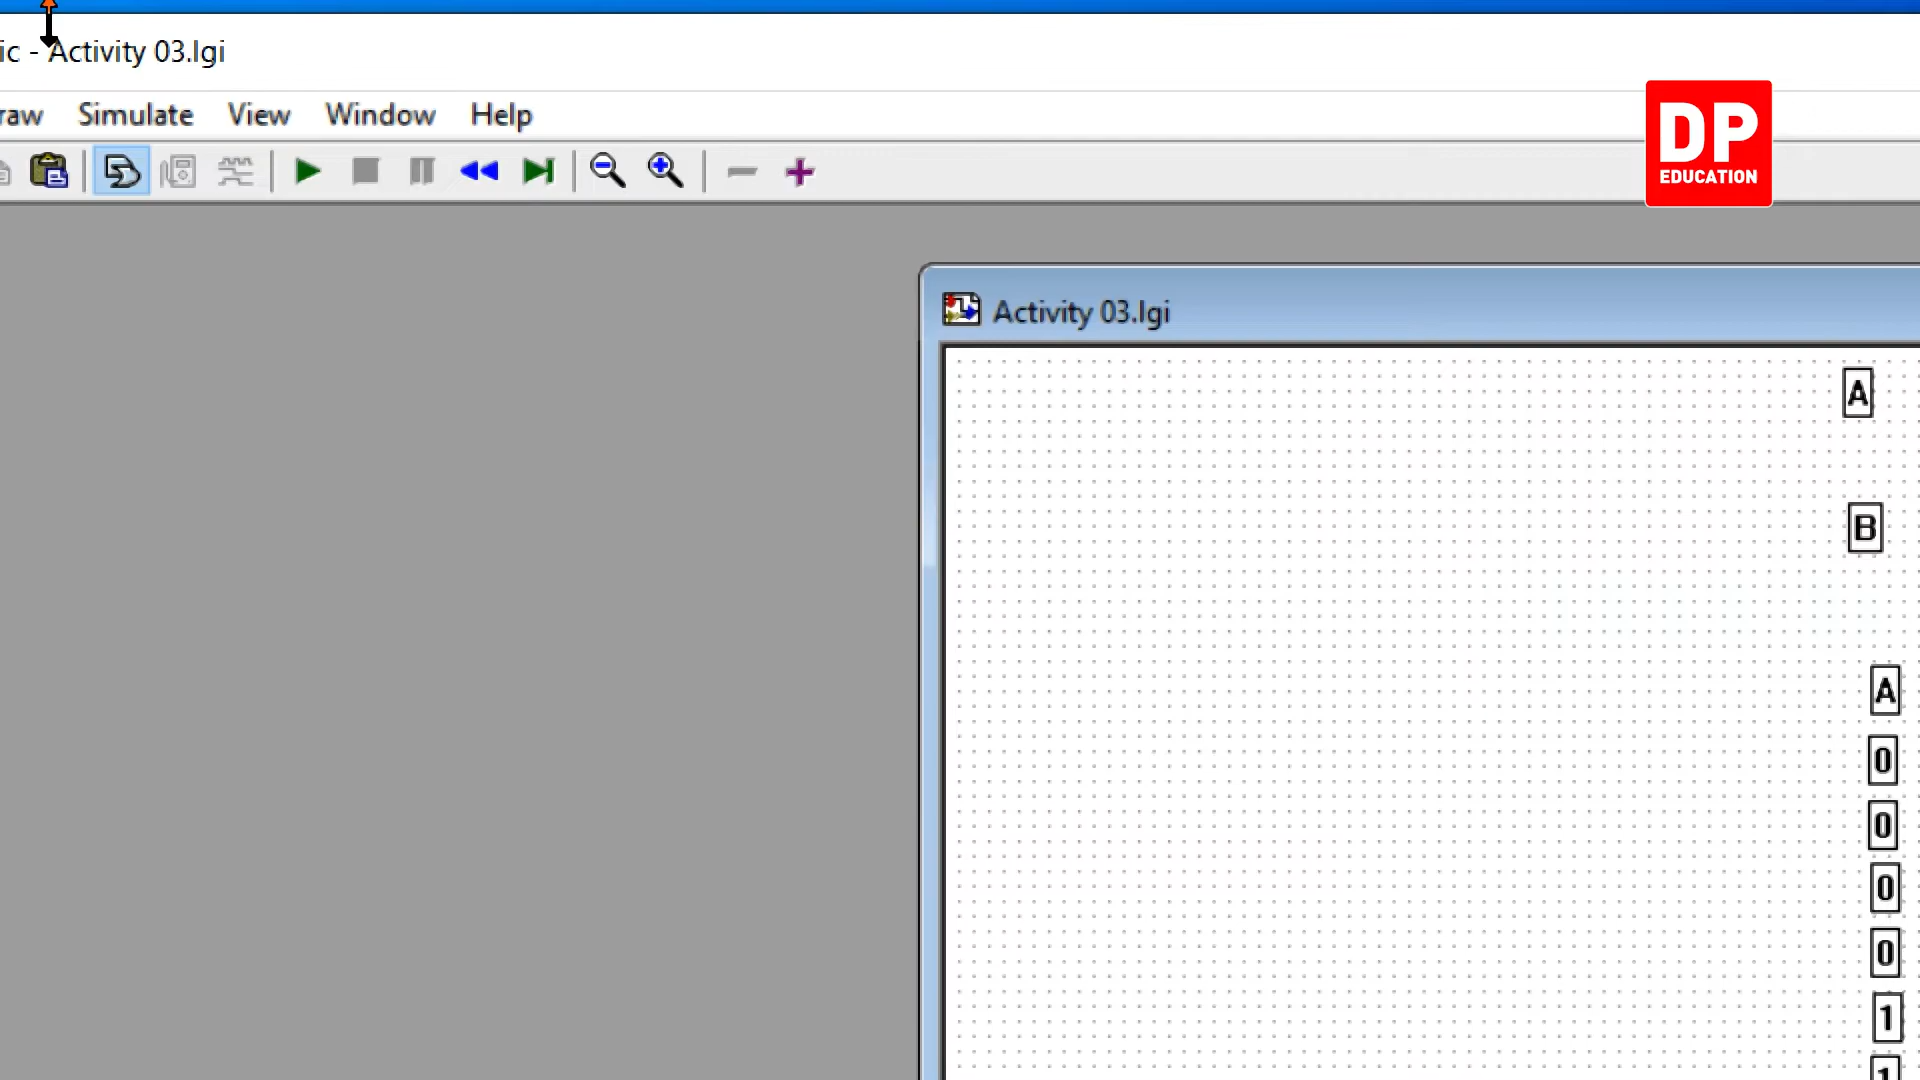 ic - Activity 03.lgi
raw Simulate View Window Help
DP
EDUCATION
Activity 03.lgi
A
B
A
0
0
0
0
1
1